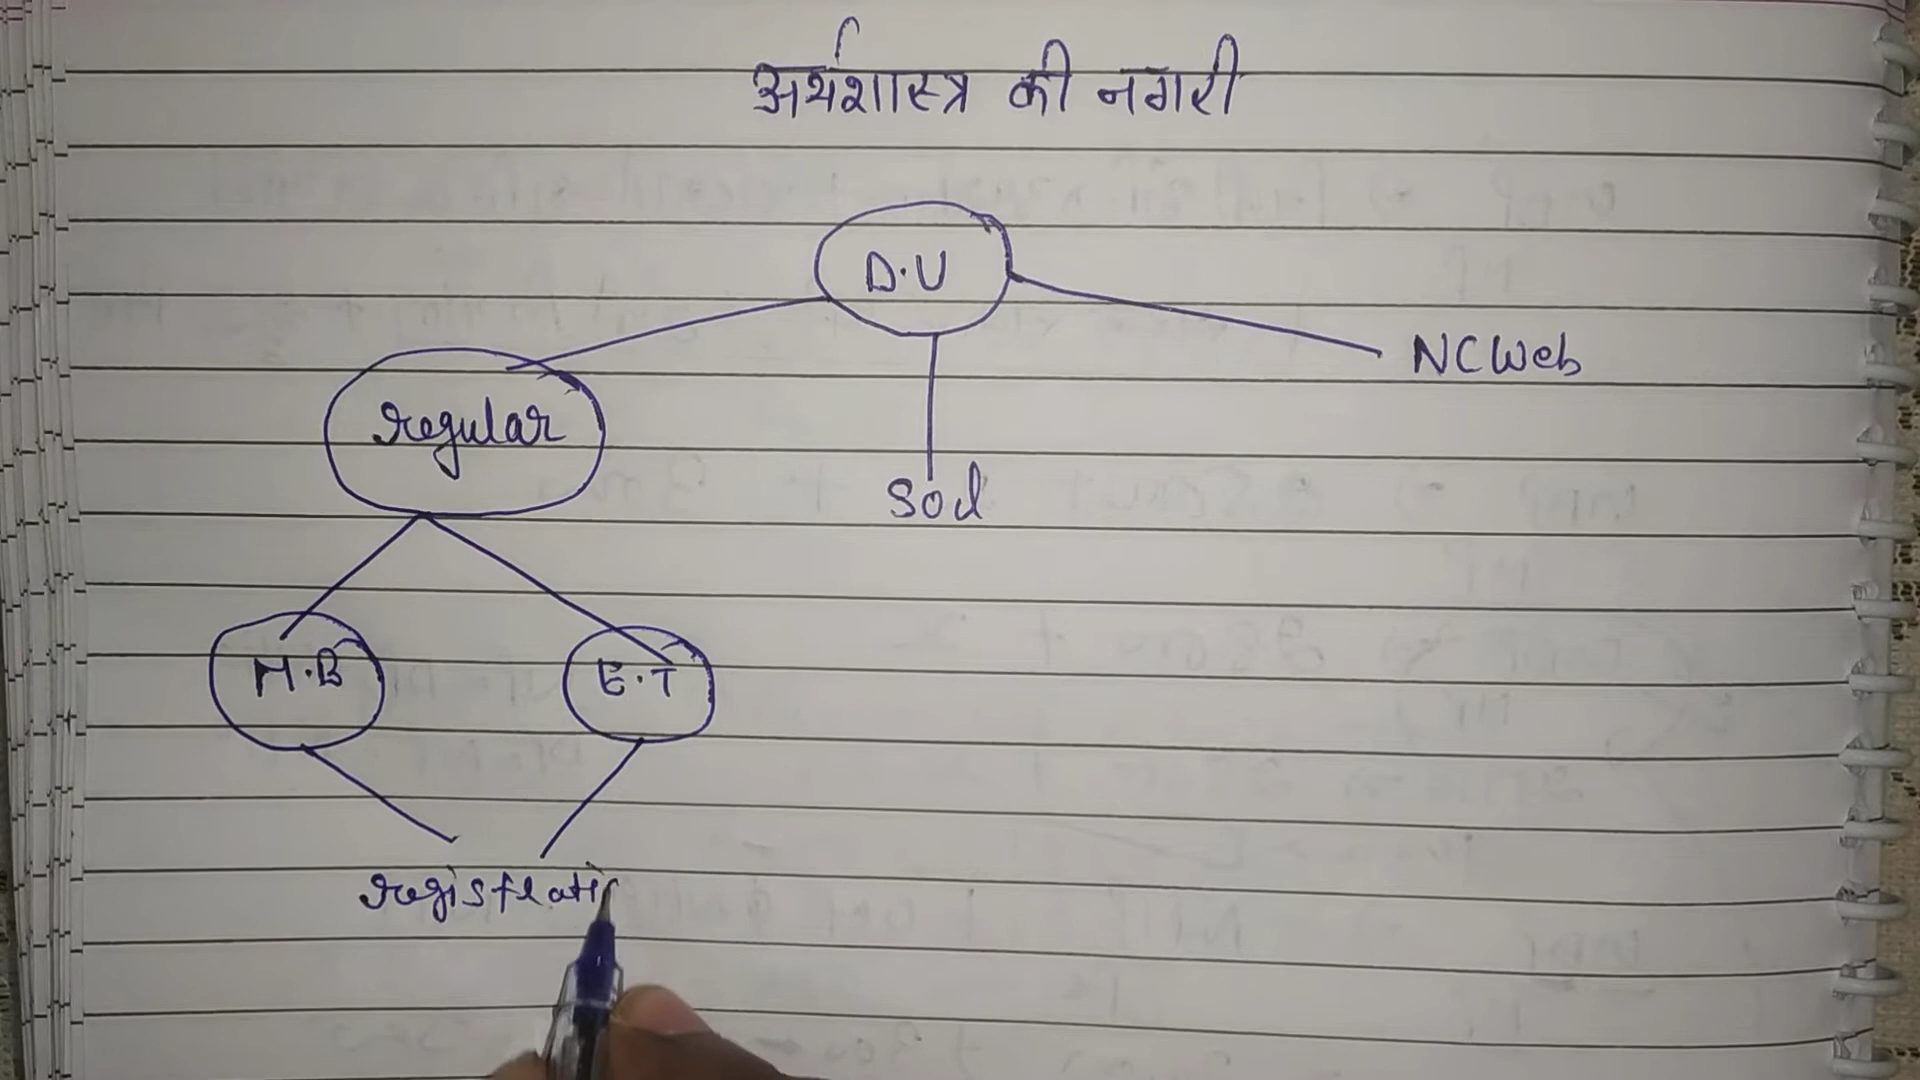 अर्थशास्त्र की नगरी
D.U
NCWeb
regular
Sol
M.B
E.T
registrati